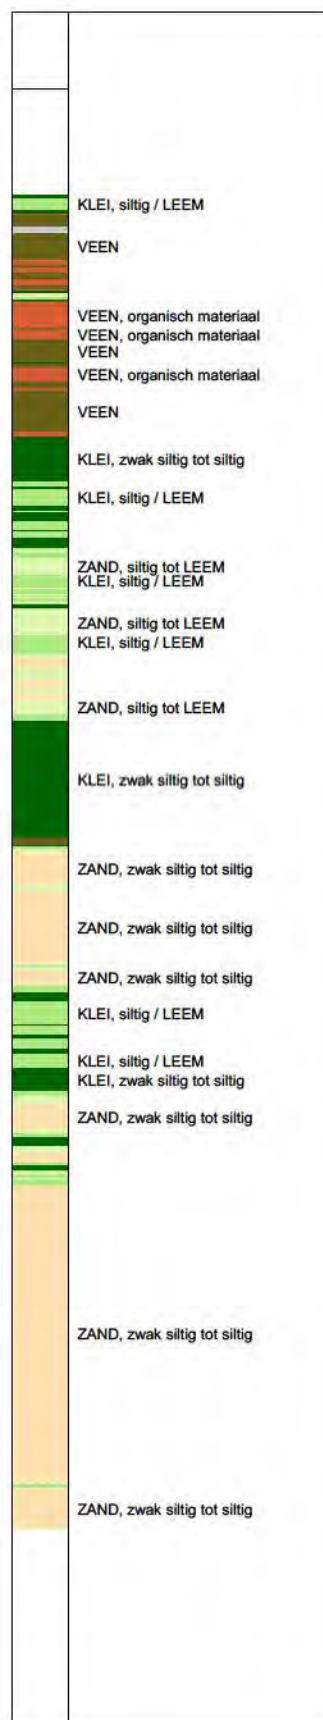 KLEI, siltig / LEEM
VEEN
VEEN, organisch materiaal
VEEN, organisch materiaal
VEEN
VEEN, organisch materiaal
VEEN
KLEI, zwak siltig tot siltig
KLEI, siltig / LEEM
ZAND, siltig tot LEEM
KLEI, siltig / LEEM
ZAND, siltig tot LEEM
KLEI, siltig / LEEM
ZAND, siltig tot LEEM
KLEI, zwak siltig tot siltig
ZAND, zwak siltig tot siltig
ZAND, zwak siltig tot siltig
ZAND, zwak siltig tot siltig
KLEI, siltig / LEEM
KLEI, siltig / LEEM
KLEI, zwak siltig tot siltig
ZAND, zwak siltig tot siltig
ZAND, zwak siltig tot siltig
ZAND, zwak siltig tot siltig